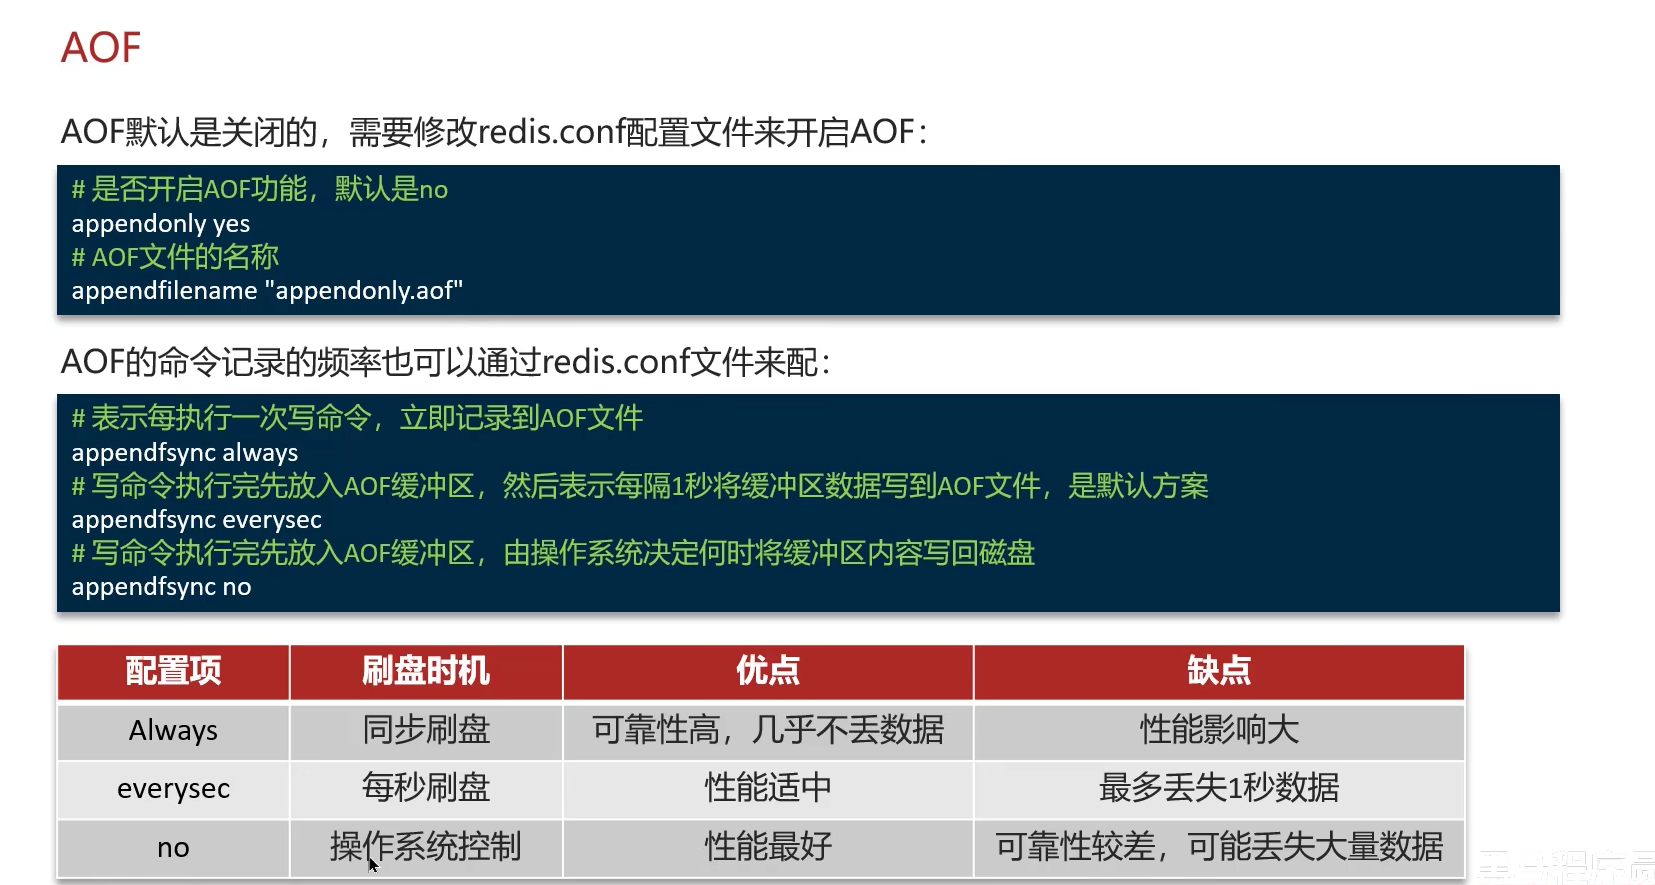 AOF
AOF默认是关闭的，需要修改redis.conf配置文件来开启AOF：
# 是否开启AOF功能，默认是no
appendonly yes
# AOF文件的名称
appendfilename "appendonly.aof"
AOF的命令记录的频率也可以通过redis.conf文件来配：
# 表示每执行一次写命令，立即记录到AOF文件
appendfsync always
# 写命令执行完先放入AOF缓冲区，然后表示每隔1秒将缓冲区数据写到AOF文件，是默认方案
appendfsync everysec
# 写命令执行完先放入AOF缓冲区，由操作系统决定何时将缓冲区内容写回磁盘
appendfsync no
配置项 刷盘时机 优点 缺点
Always 同步刷盘 可靠性高，几乎不丢数据 性能影响大
everysec 每秒刷盘 性能适中 最多丢失1秒数据
no 操作系统控制 性能最好 可靠性较差，可能丢失大量数据
黑马程序员